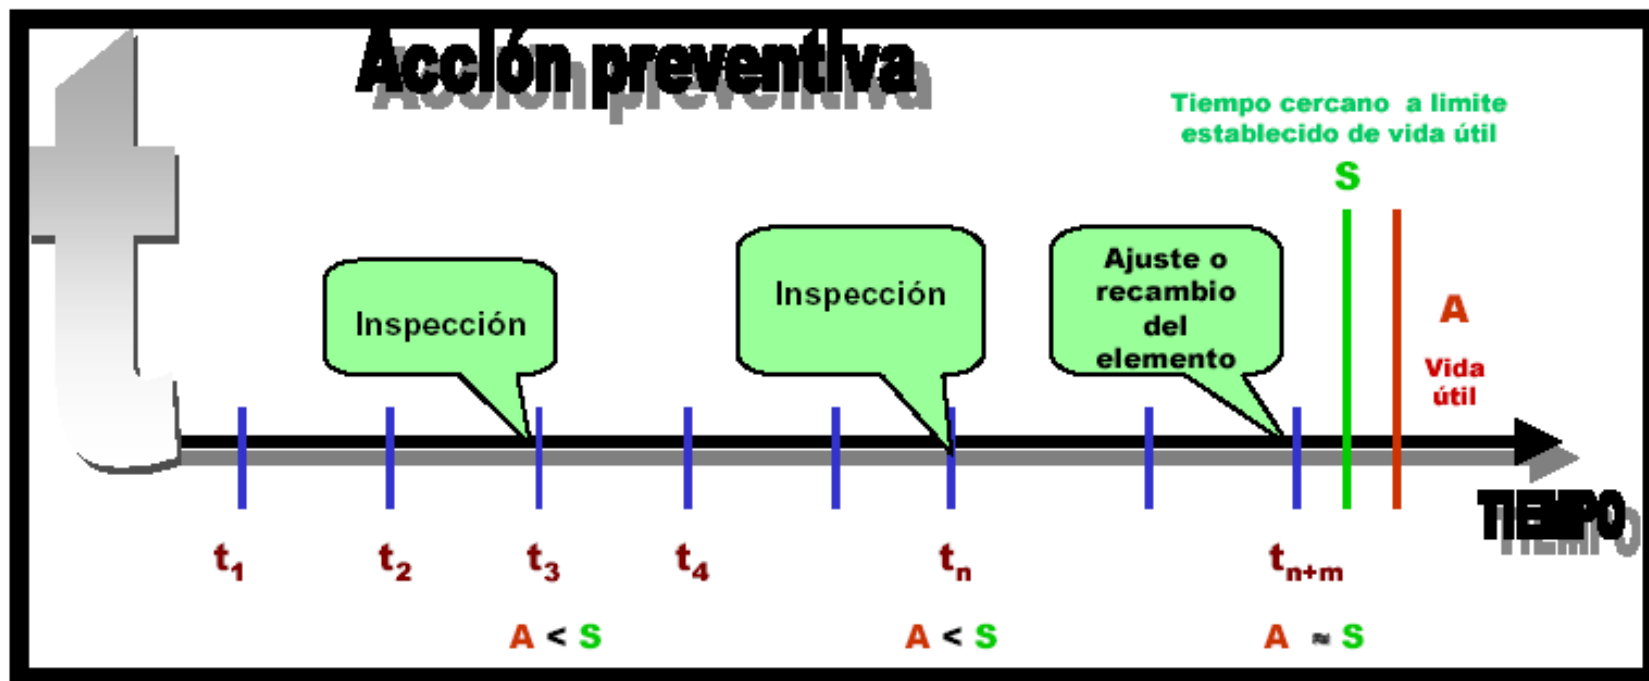 Acción preventiva
Tiempo cercano a limite
establecido de vida útil
S
Inspección
Inspección
Ajuste o
recambio
del
elemento
A
Vida
útil
TIEMPO
t1
t2
t3
t4
tn
tn+m
A < S
A < S
A ≈ S